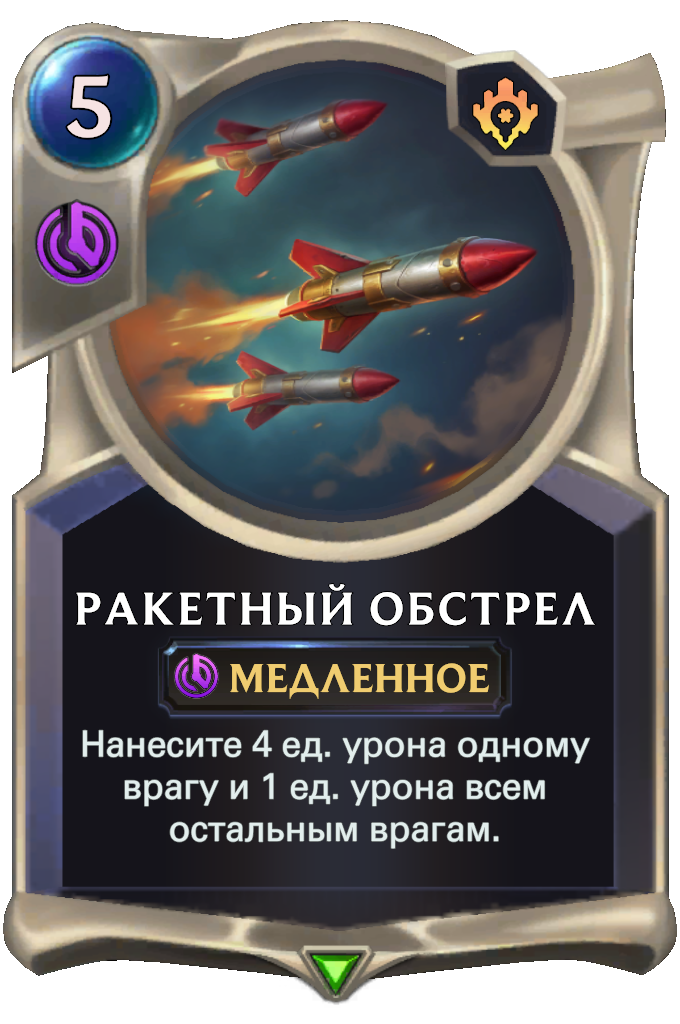 5
РАКЕТНЫЙ ОБСТРЕЛ
МЕДЛЕННОЕ
Нанесите 4 ед. урона одному
врагу и 1 ед. урона всем
остальным врагам.